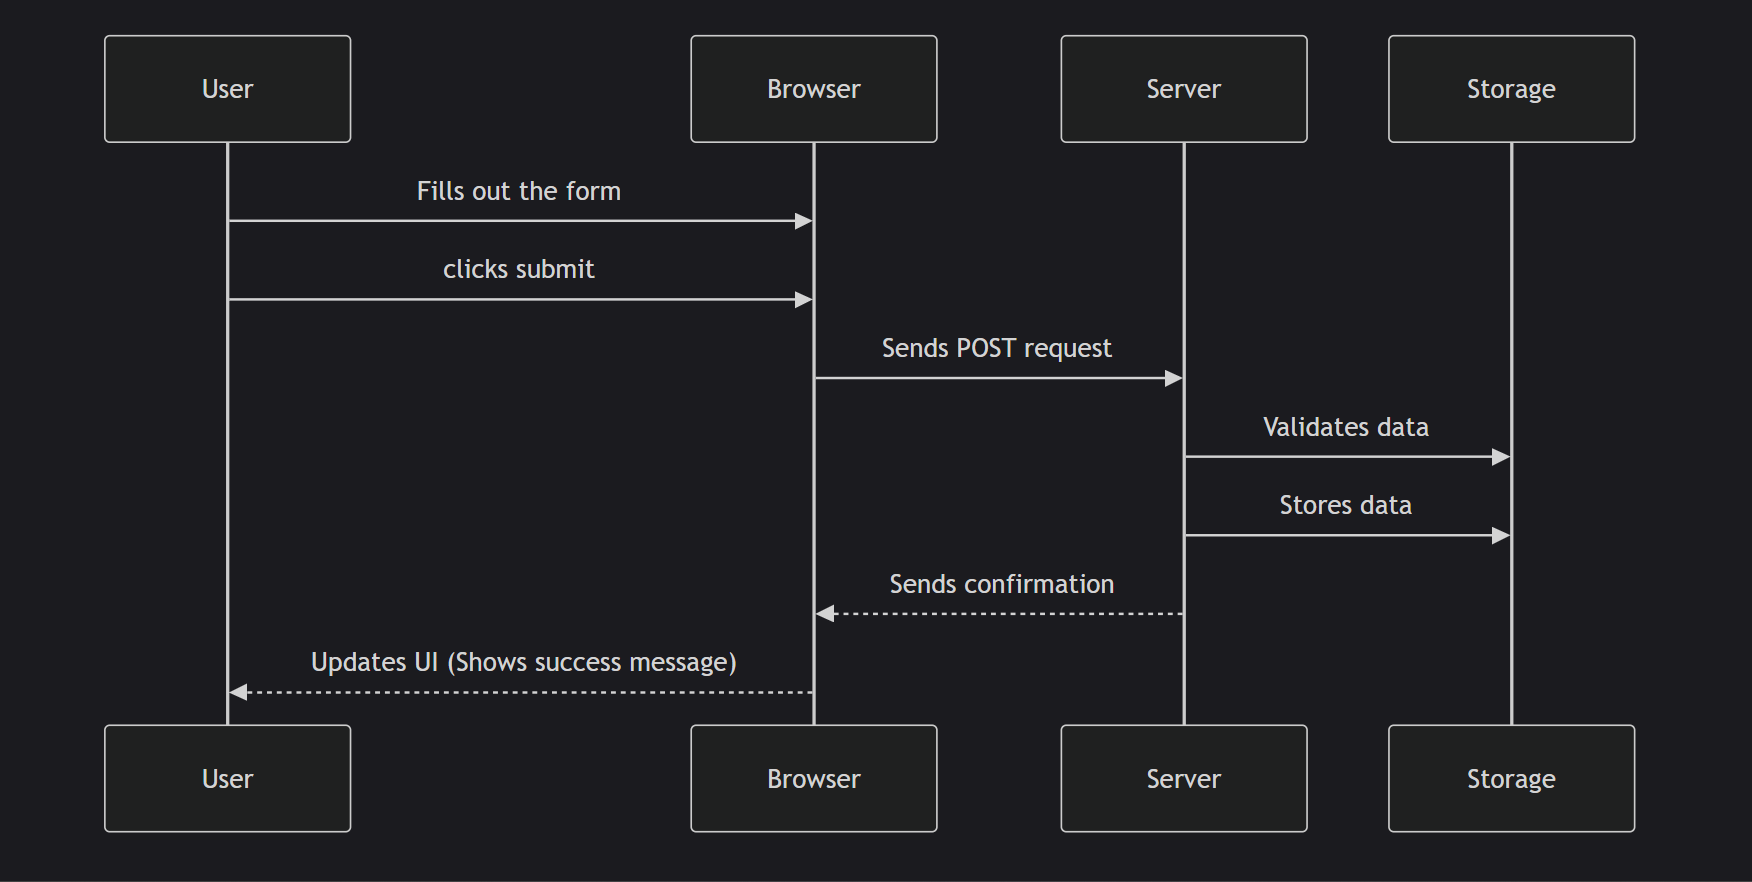 User
Browser
Server
Storage
Fills out the form
clicks submit
Sends POST request
Validates data
Stores data
Sends confirmation
Updates UI (Shows success message)
User
Browser
Server
Storage